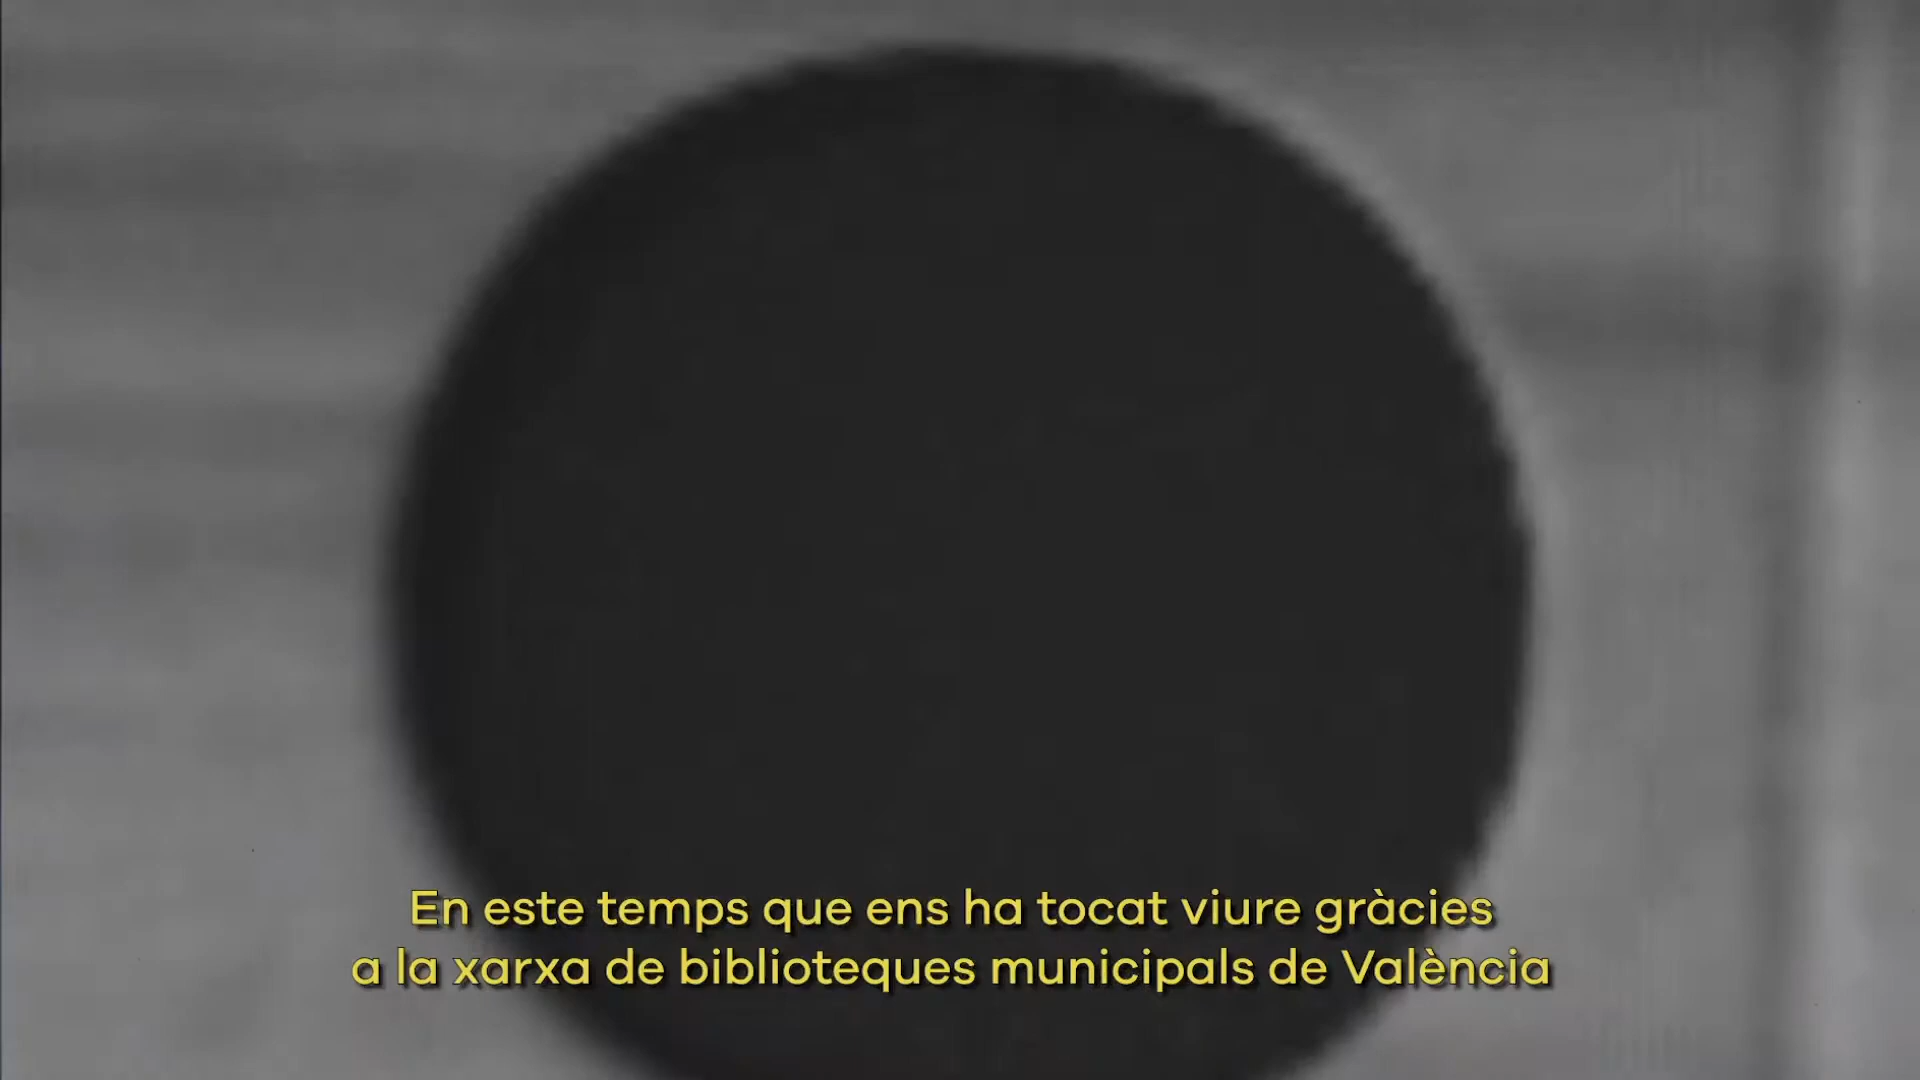 En este temps que ens ha tocat viure gràcies
a la xarxa de biblioteques municipals de València